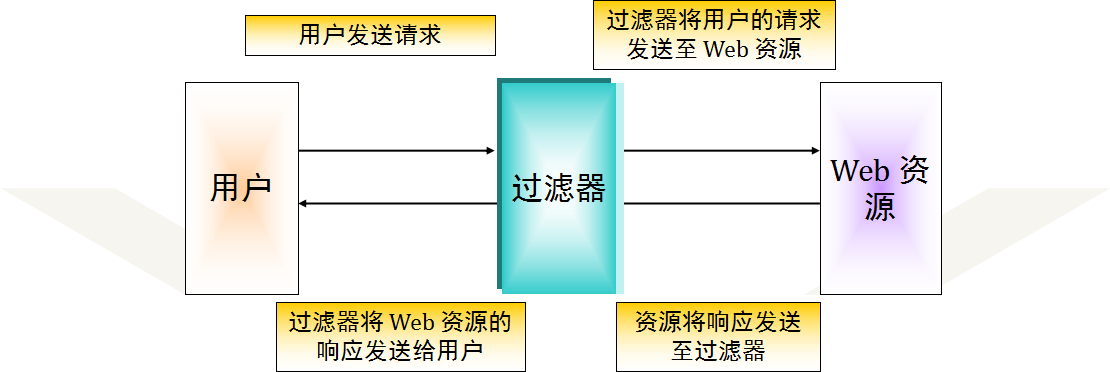 用户发送请求
过滤器将用户的请求
发送至 Web 资源
用户
过滤器
Web 资
源
过滤器将 Web 资源的
响应发送给用户
资源将响应发送
至过滤器